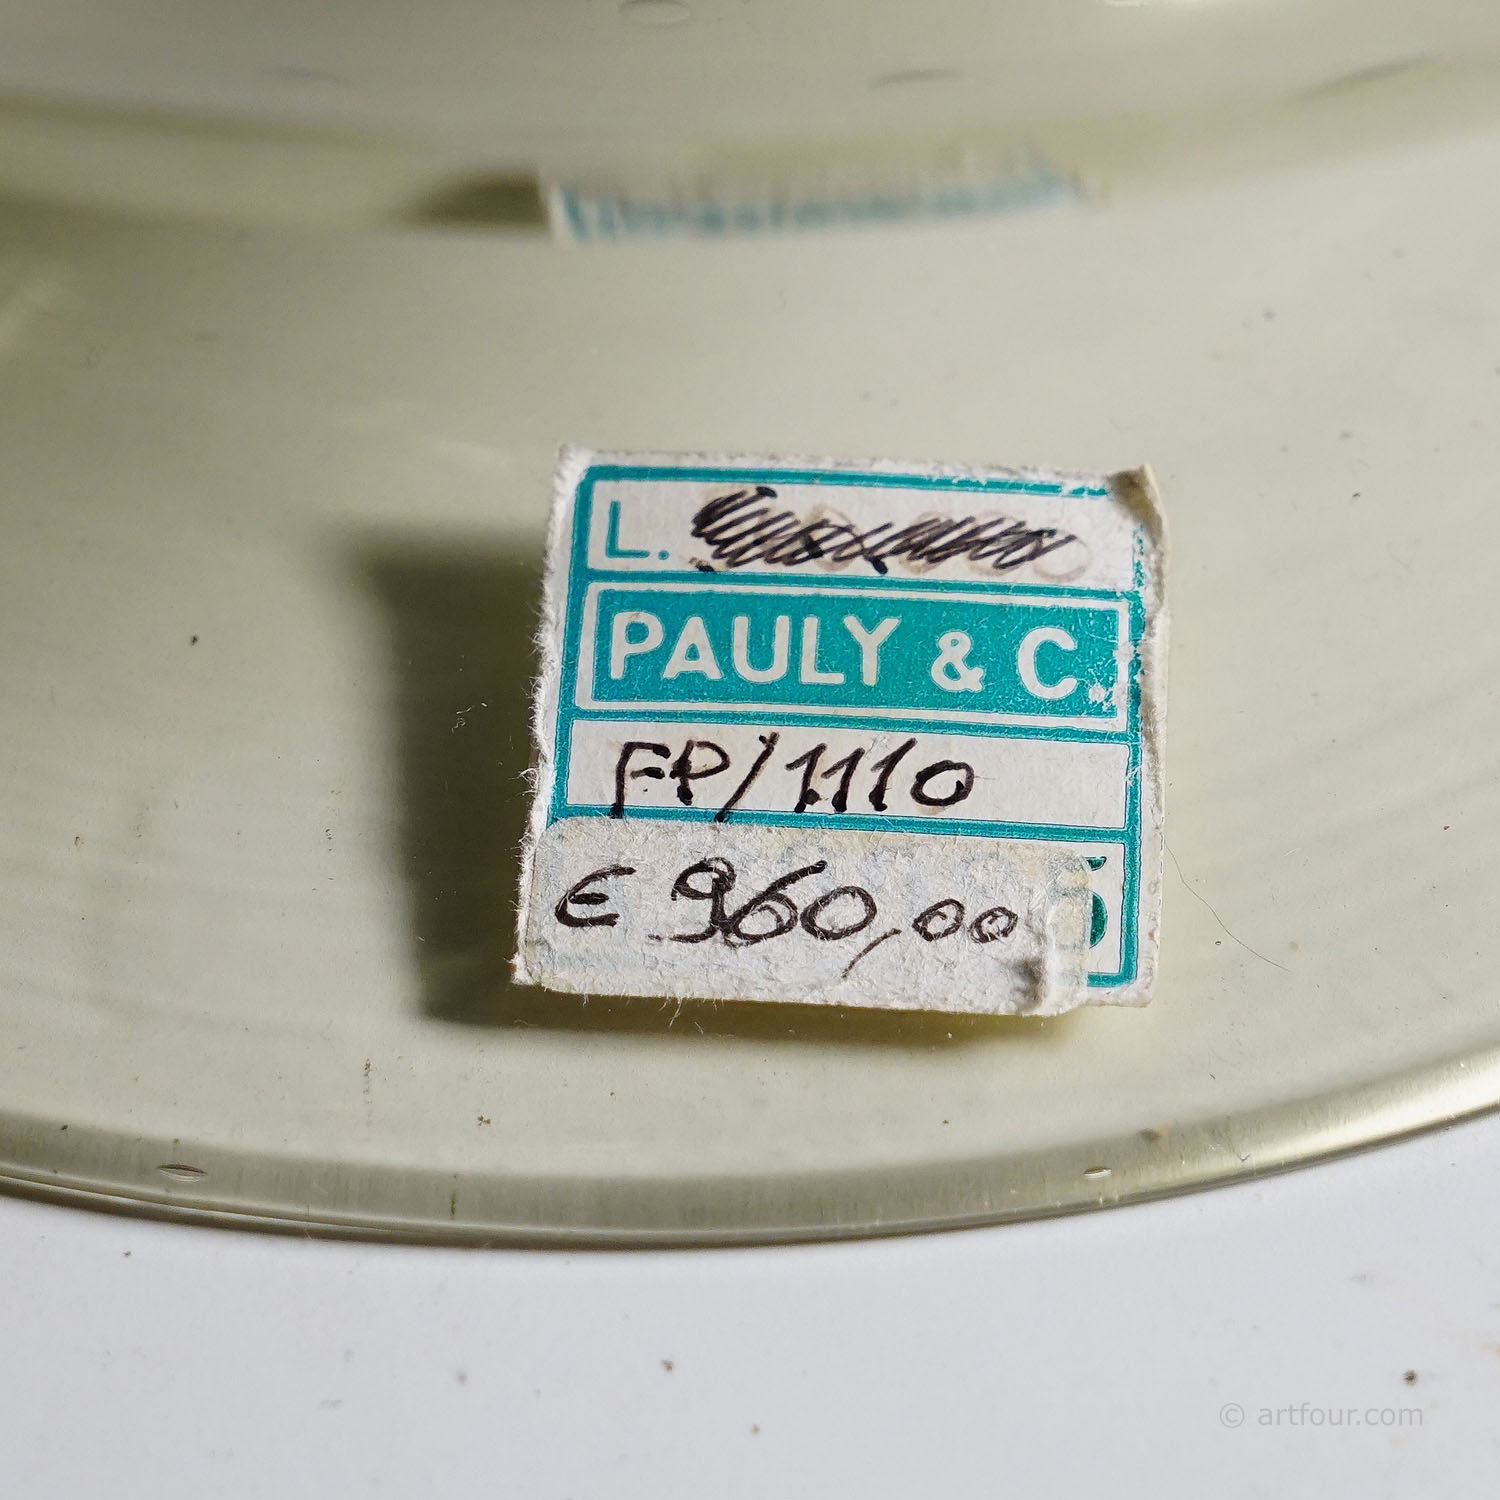 L.
PAULY & C.
FP/1110
€ 960,00
© artfour.com